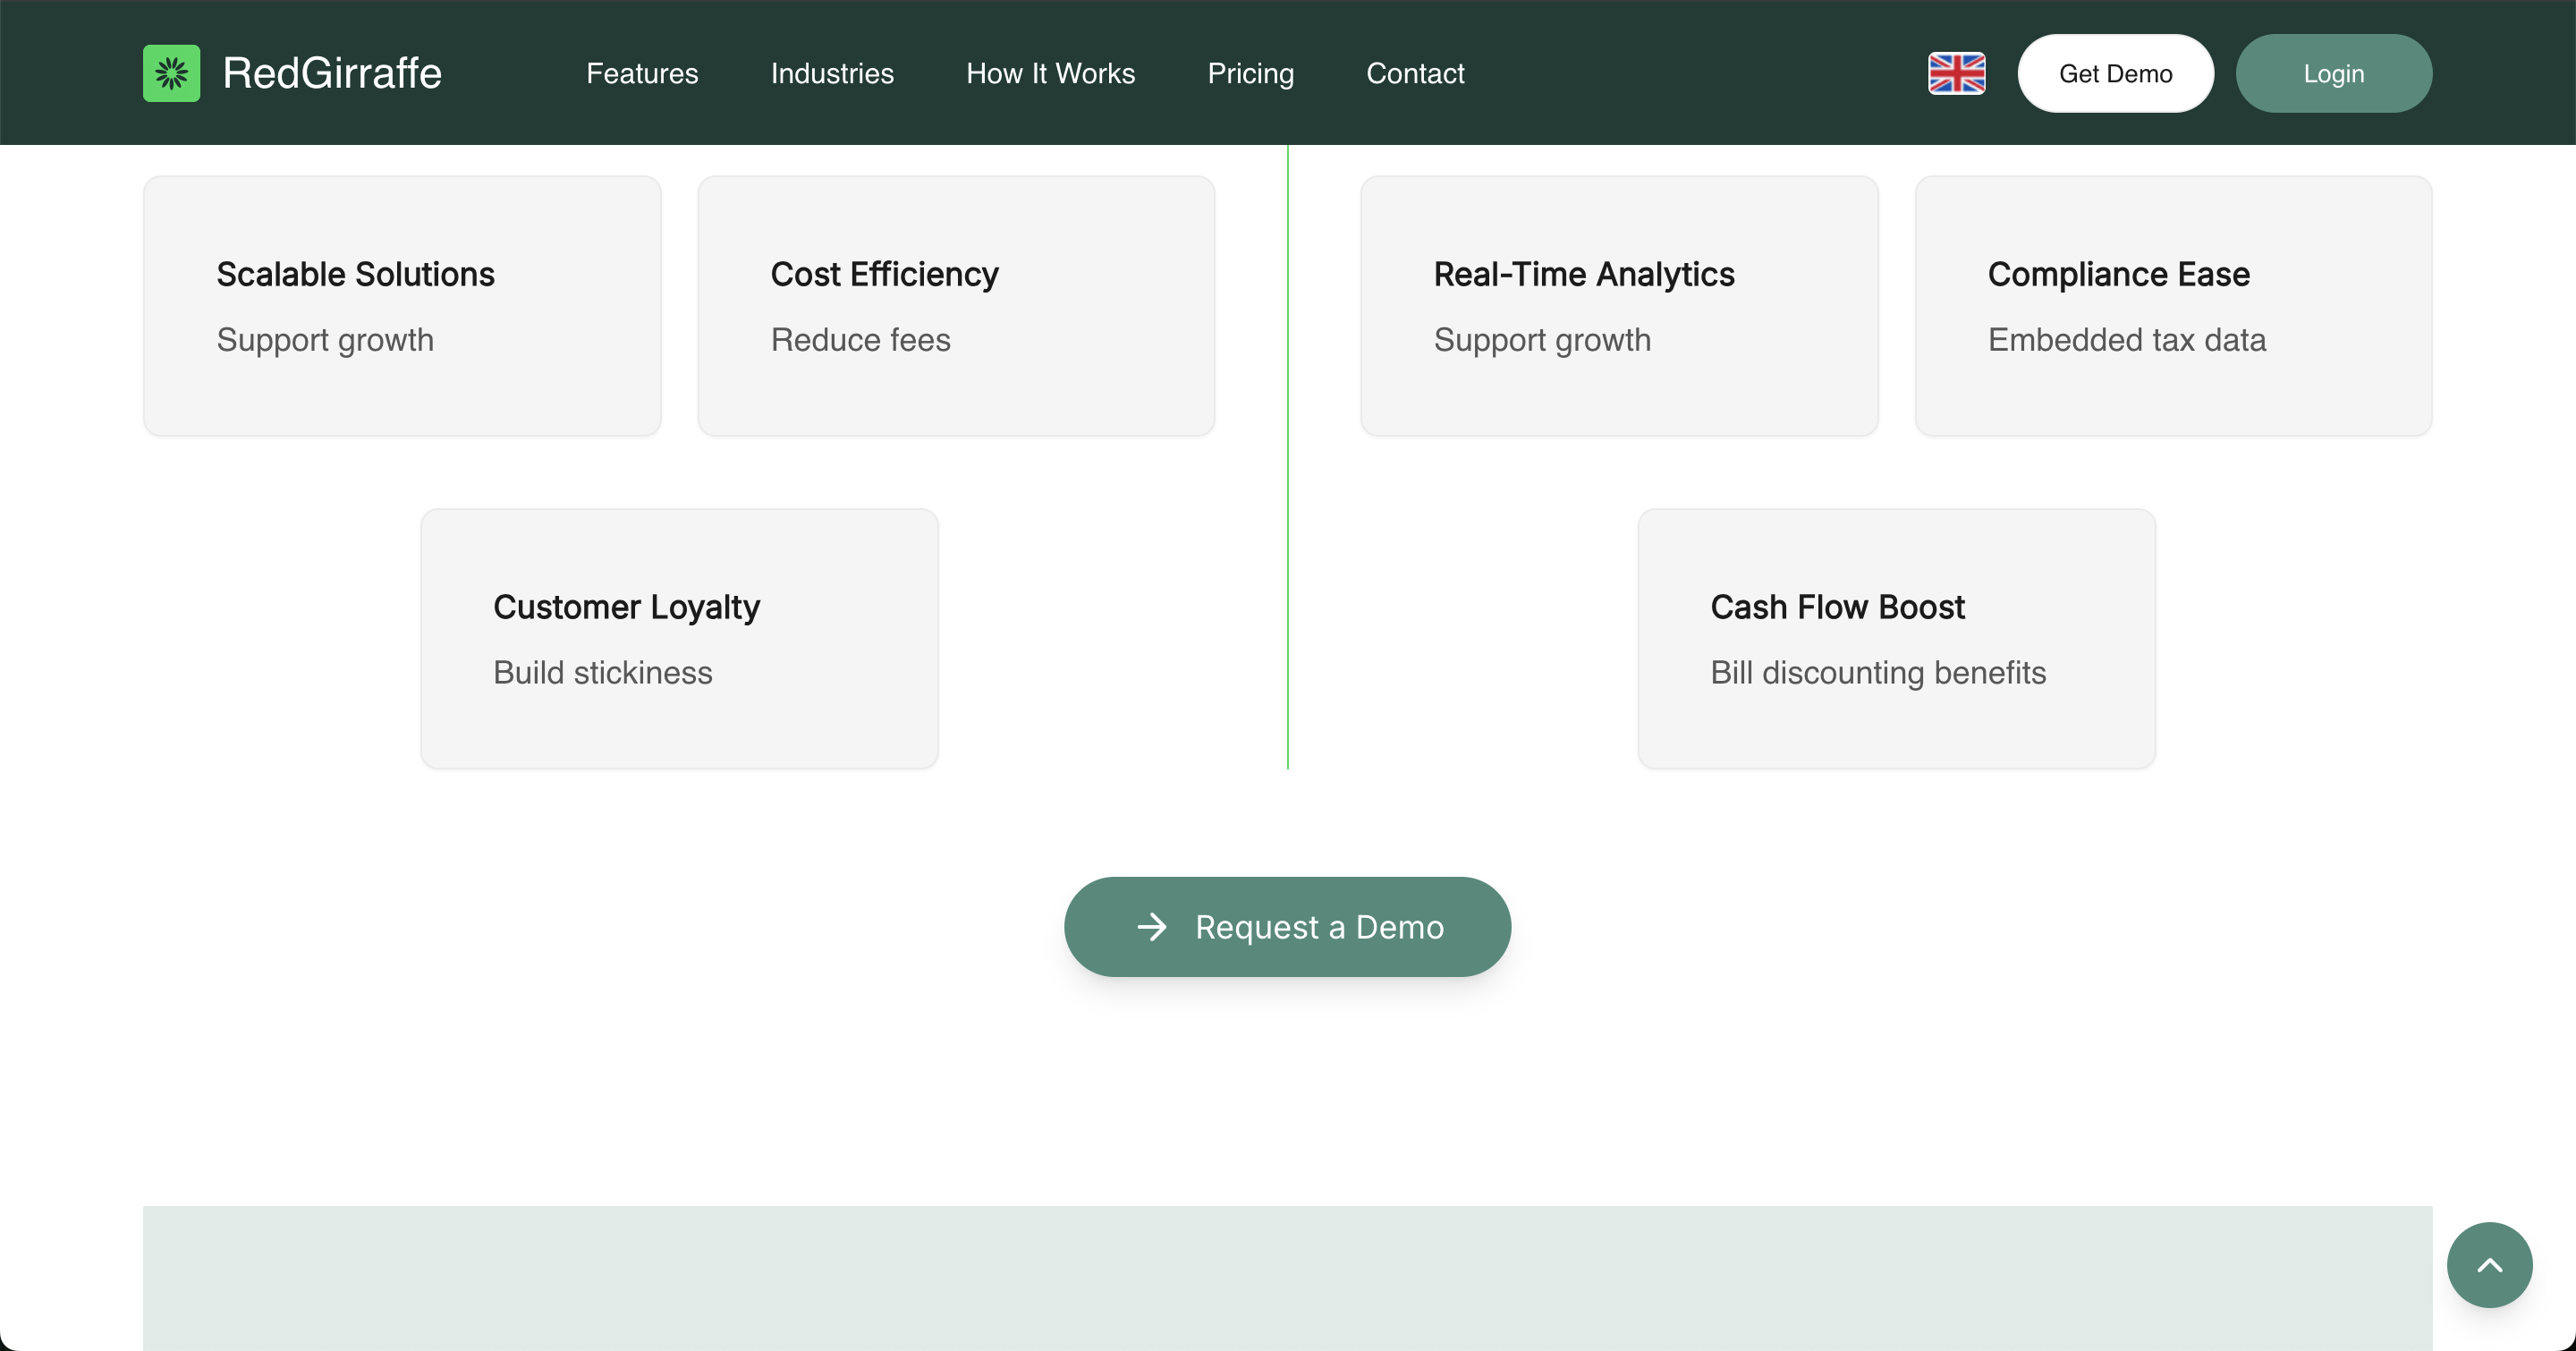 RedGirraffe
Features
Industries
How It Works
Pricing
Contact
Get Demo
Login
Scalable Solutions
Support growth
Cost Efficiency
Reduce fees
Real-Time Analytics
Support growth
Compliance Ease
Embedded tax data
Customer Loyalty
Build stickiness
Cash Flow Boost
Bill discounting benefits
Request a Demo